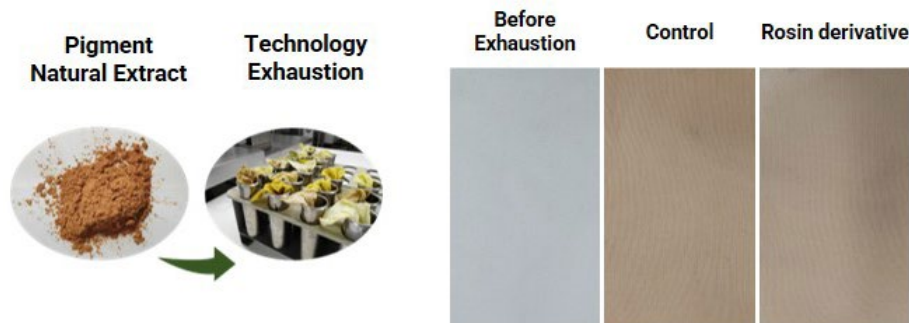 Pigment
Natural Extract
Technology
Exhaustion
Before
Exhaustion
Control
Rosin derivative